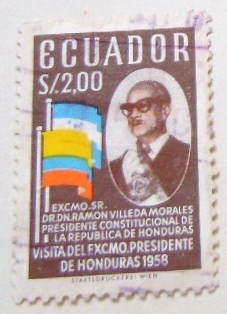 ECUADOR
S/.2,00
EXCMO. SR.
DR. DN. RAMON VILLEDA MORALES
PRESIDENTE CONSTITUCIONAL DE
LA REPUBLICA DE HONDURAS
VISITA DEL EXCMO. PRESIDENTE
DE HONDURAS 1958
STAATSDRUCKEREI WIEN